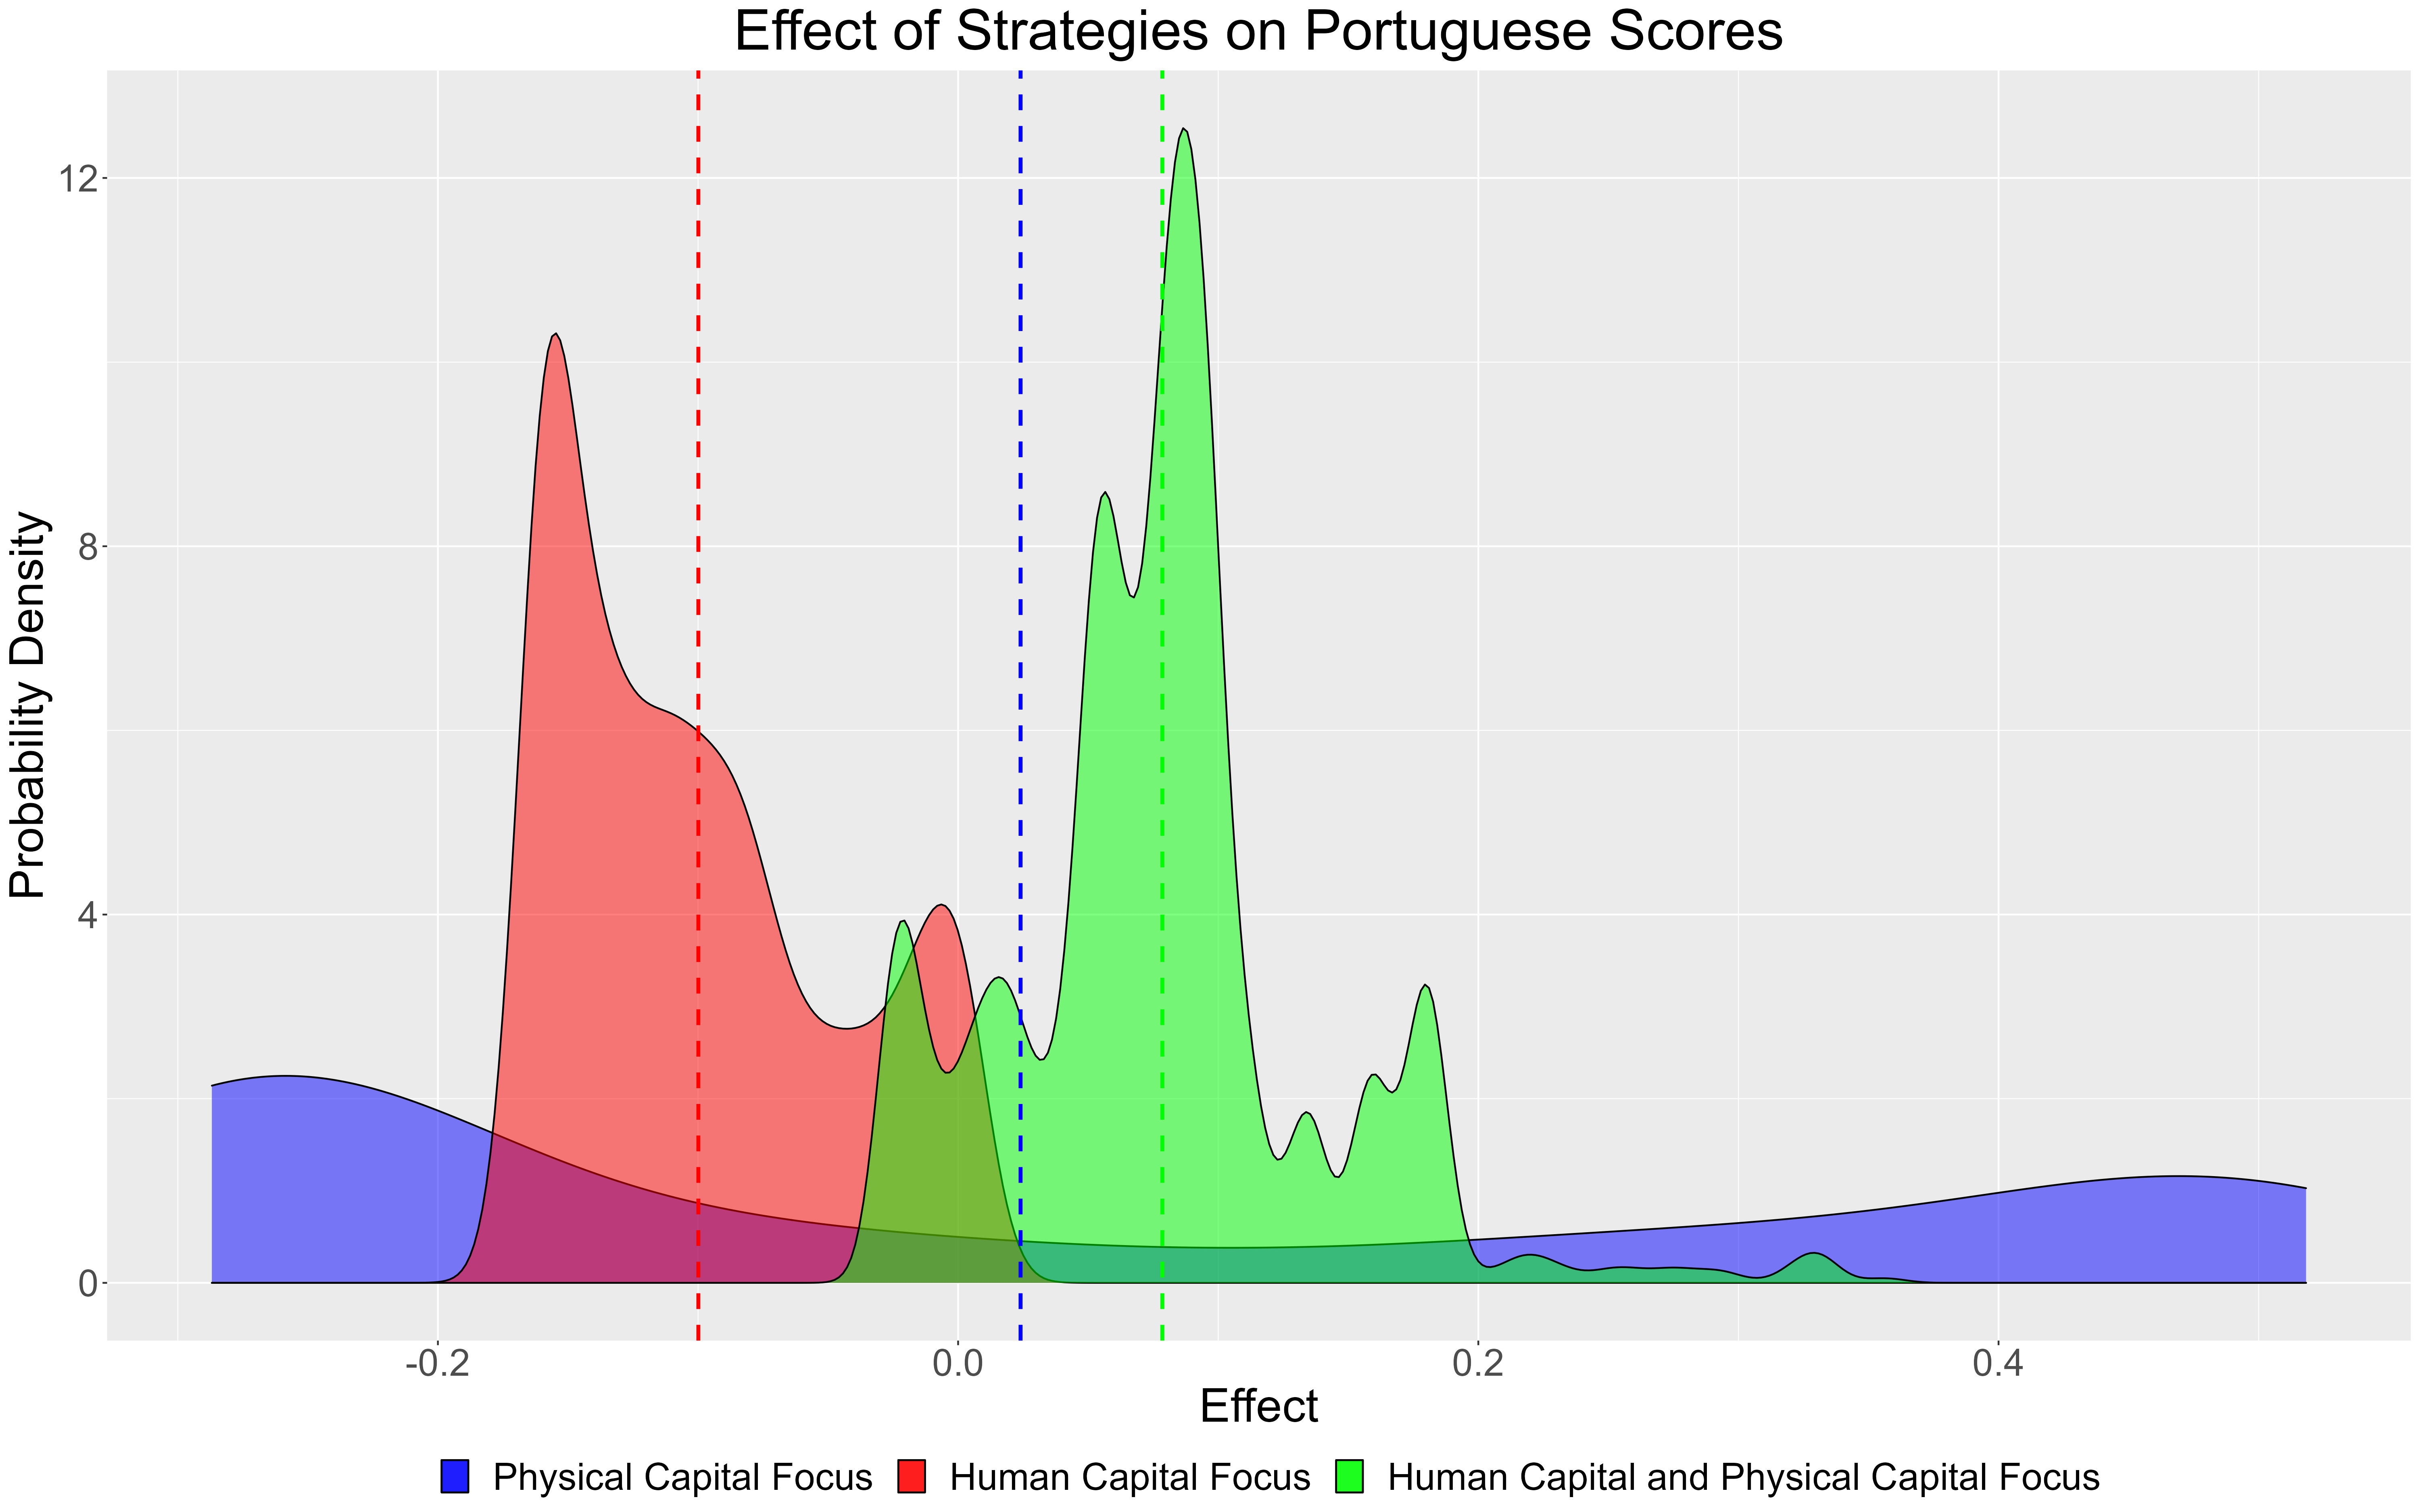 Effect of Strategies on Portuguese Scores
Probability Density
12
8
4
0
-0.2 0.0 0.2 0.4
Effect
Physical Capital Focus Human Capital Focus Human Capital and Physical Capital Focus